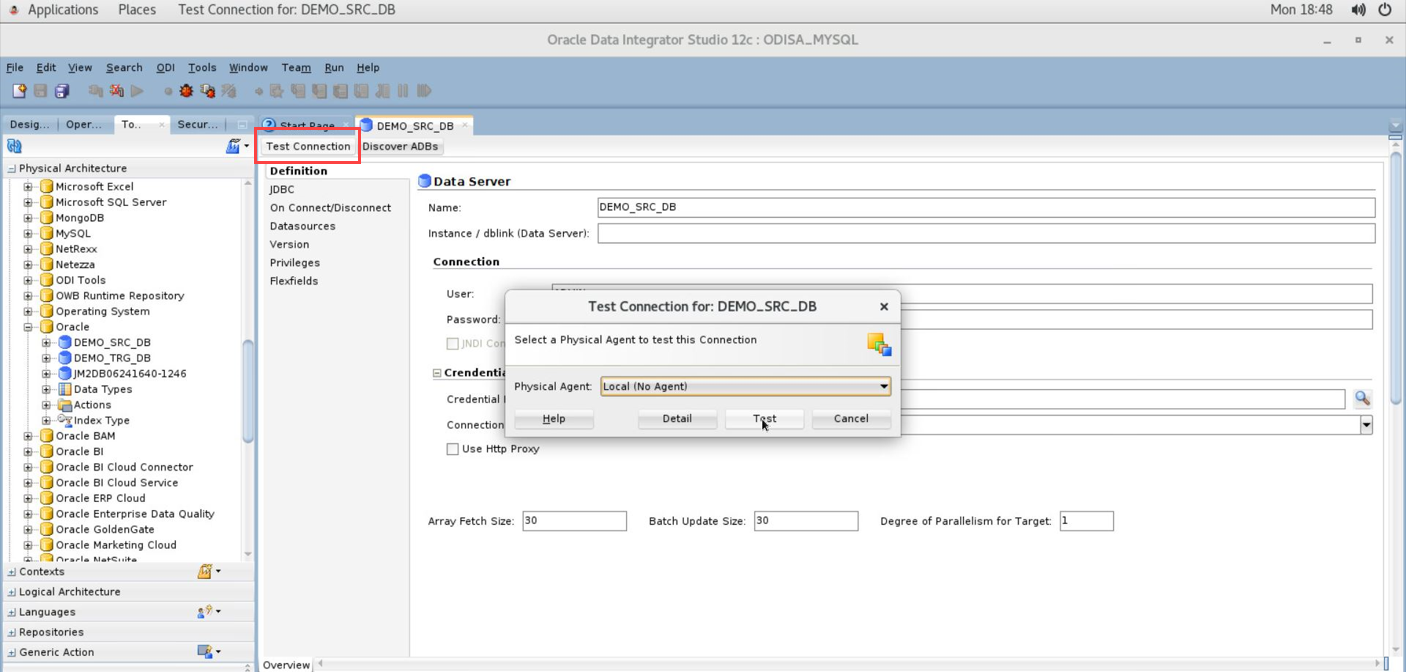 Applications Places Test Connection for: DEMO_SRC_DB Mon 18:48
Oracle Data Integrator Studio 12c : ODISA_MYSQL
File Edit View Search ODI Tools Window Team Run Help
Desig... Oper... To.. Secur... Start Page DEMO_SRC_DB
Test Connection Discover ADBs
Physical Architecture
Microsoft Excel
Microsoft SQL Server
MongoDB
MySQL
NetRexx
Netezza
ODI Tools
OWB Runtime Repository
Operating System
Oracle
DEMO_SRC_DB
DEMO_TRG_DB
JM2DB06241640-1246
Data Types
Actions
Index Type
Oracle BAM
Oracle BI
Oracle BI Cloud Connector
Oracle BI Cloud Service
Oracle ERP Cloud
Oracle Enterprise Data Quality
Oracle GoldenGate
Oracle Marketing Cloud
Oracle NetSuite
Contexts
Logical Architecture
Languages
Repositories
Generic Action
Definition
JDBC
On Connect/Disconnect
Datasources
Version
Privileges
Flexfields
Data Server
Name: DEMO_SRC_DB
Instance / dblink (Data Server):
Connection
User:
Password:
JNDI Con
Crendentia
Credential
Connection
Use Http Proxy
Array Fetch Size: 30 Batch Update Size: 30 Degree of Parallelism for Target: 1
Test Connection for: DEMO_SRC_DB
Select a Physical Agent to test this Connection
Physical Agent: Local (No Agent)
Help Detail Test Cancel
Overview